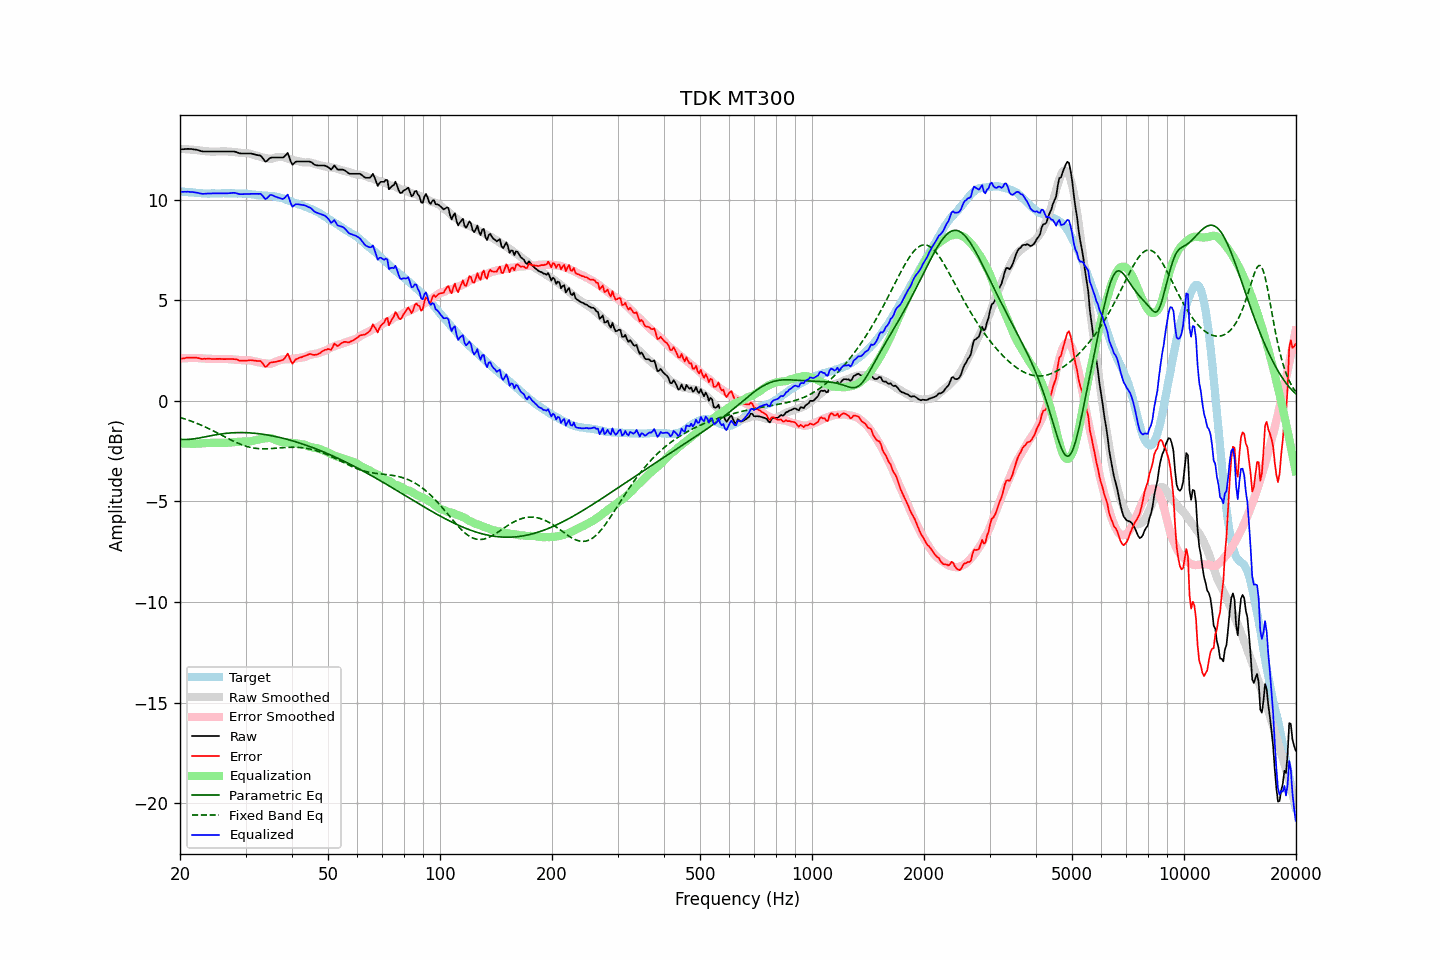 TDK MT300
Amplitude (dBr)
10
5
0
−5
−10
−15
−20
Target
Raw Smoothed
Error Smoothed
Raw
Error
Equalization
Parametric Eq
Fixed Band Eq
Equalized
20 50 100 200 500 1000 2000 5000 10000 20000
Frequency (Hz)